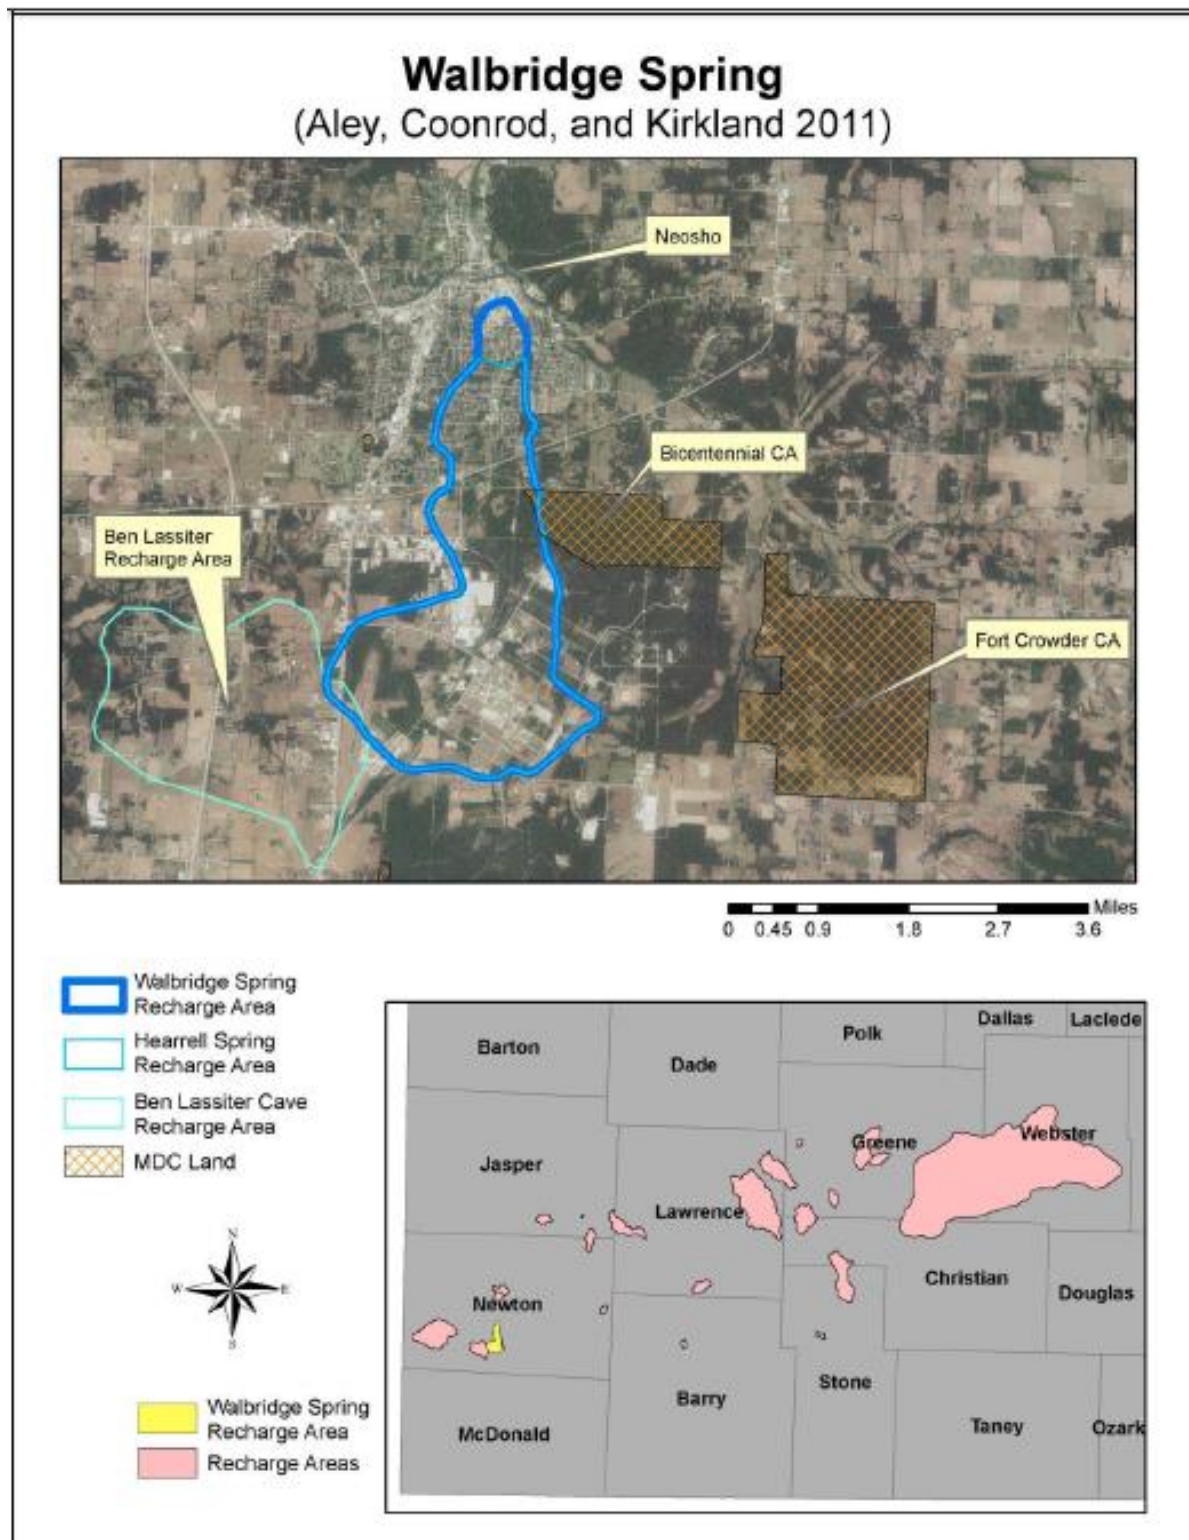 Walbridge Spring
(Aley, Coonrod, and Kirkland 2011)
Neosho
Bicentennial CA
Ben Lassiter
Recharge Area
Fort Crowder CA
Miles
0 0.45 0.9 1.8 2.7 3.6
Walbridge Spring
Recharge Area
Hearrell Spring
Recharge Area
Ben Lassiter Cave
Recharge Area
MDC Land
N
W E
S
Walbridge Spring
Recharge Area
Recharge Areas
Barton
Dade
Polk
Dallas
Laclede
Jasper
Lawrence
Greene
Webster
Newton
Christian
Douglas
McDonald
Barry
Stone
Taney
Ozark